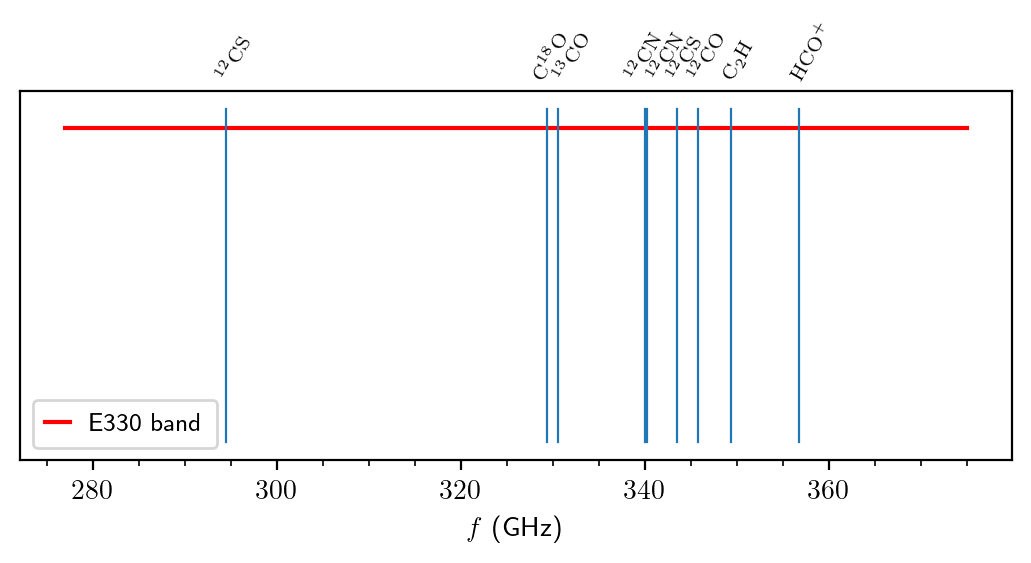 ¹²CS
C¹⁸O
¹³CO
¹²CN
¹²CN
¹²CS
¹²CO
C₂H
HCO⁺
E330 band
280 300 320 340 360
f (GHz)